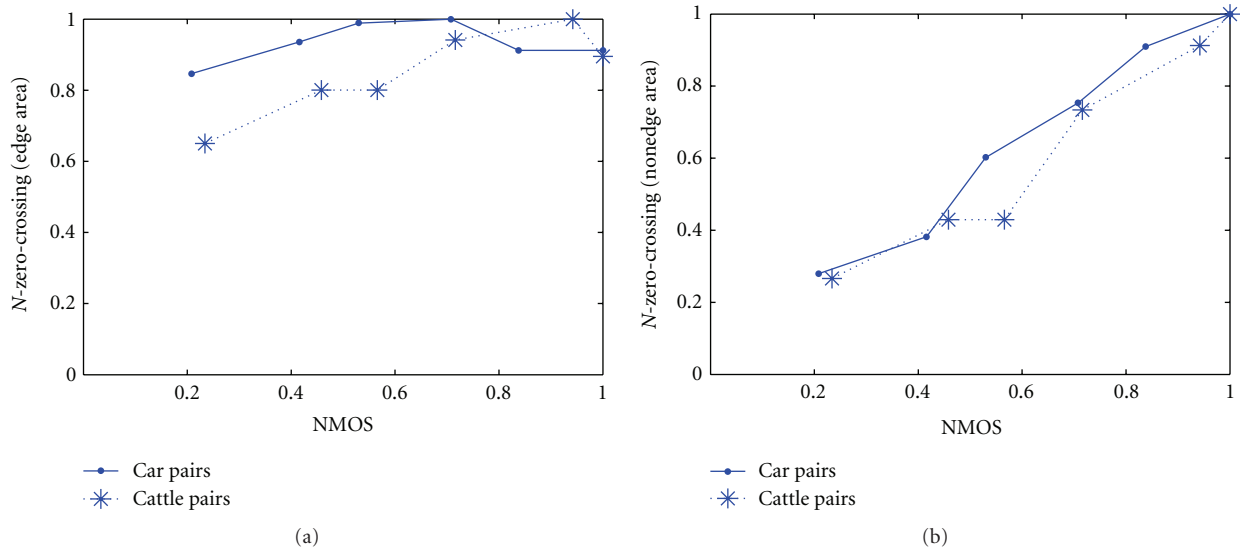 1
0.8
0.6
0.4
0.2
0
N-zero-crossing (edge area)
0.2 0.4 0.6 0.8 1
NMOS
Car pairs
Cattle pairs
(a)
1
0.8
0.6
0.4
0.2
0
N-zero-crossing (nonedge area)
0.2 0.4 0.6 0.8 1
NMOS
Car pairs
Cattle pairs
(b)